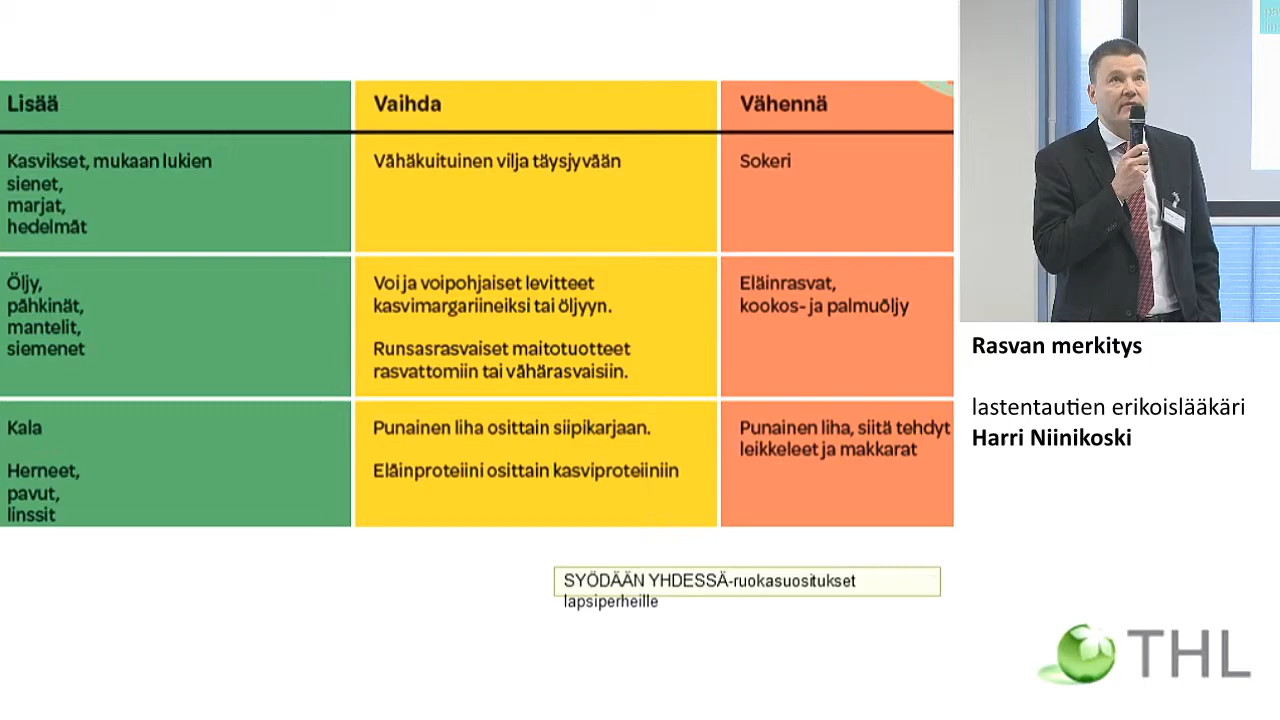 Lisää
Vaihda
Vähennä
Kasvikset, mukaan lukien
sienet,
marjat,
hedelmät
Vähäkuituinen vilja täysjyvään
Sokeri
Öljy,
pähkinät,
mantelit,
siemenet
Voi ja voipohjaiset levitteet
kasvimargariineiksi tai öljyyn.
Runsasrasvaiset maitotuotteet
rasvattomiin tai vähärasvaisiin.
Eläinrasvat,
kookos- ja palmuöljy
Kala
Herneet,
pavut,
linssit
Punainen liha osittain siipikarjaan.
Eläinproteiini osittain kasviproteiiniin
Punainen liha, siitä tehdyt
leikkeleet ja makkarat
SYÖDÄÄN YHDESSÄ-ruokasuositukset
lapsiperheille
Rasvan merkitys
lastentautien erikoislääkäri
Harri Niinikoski
THL